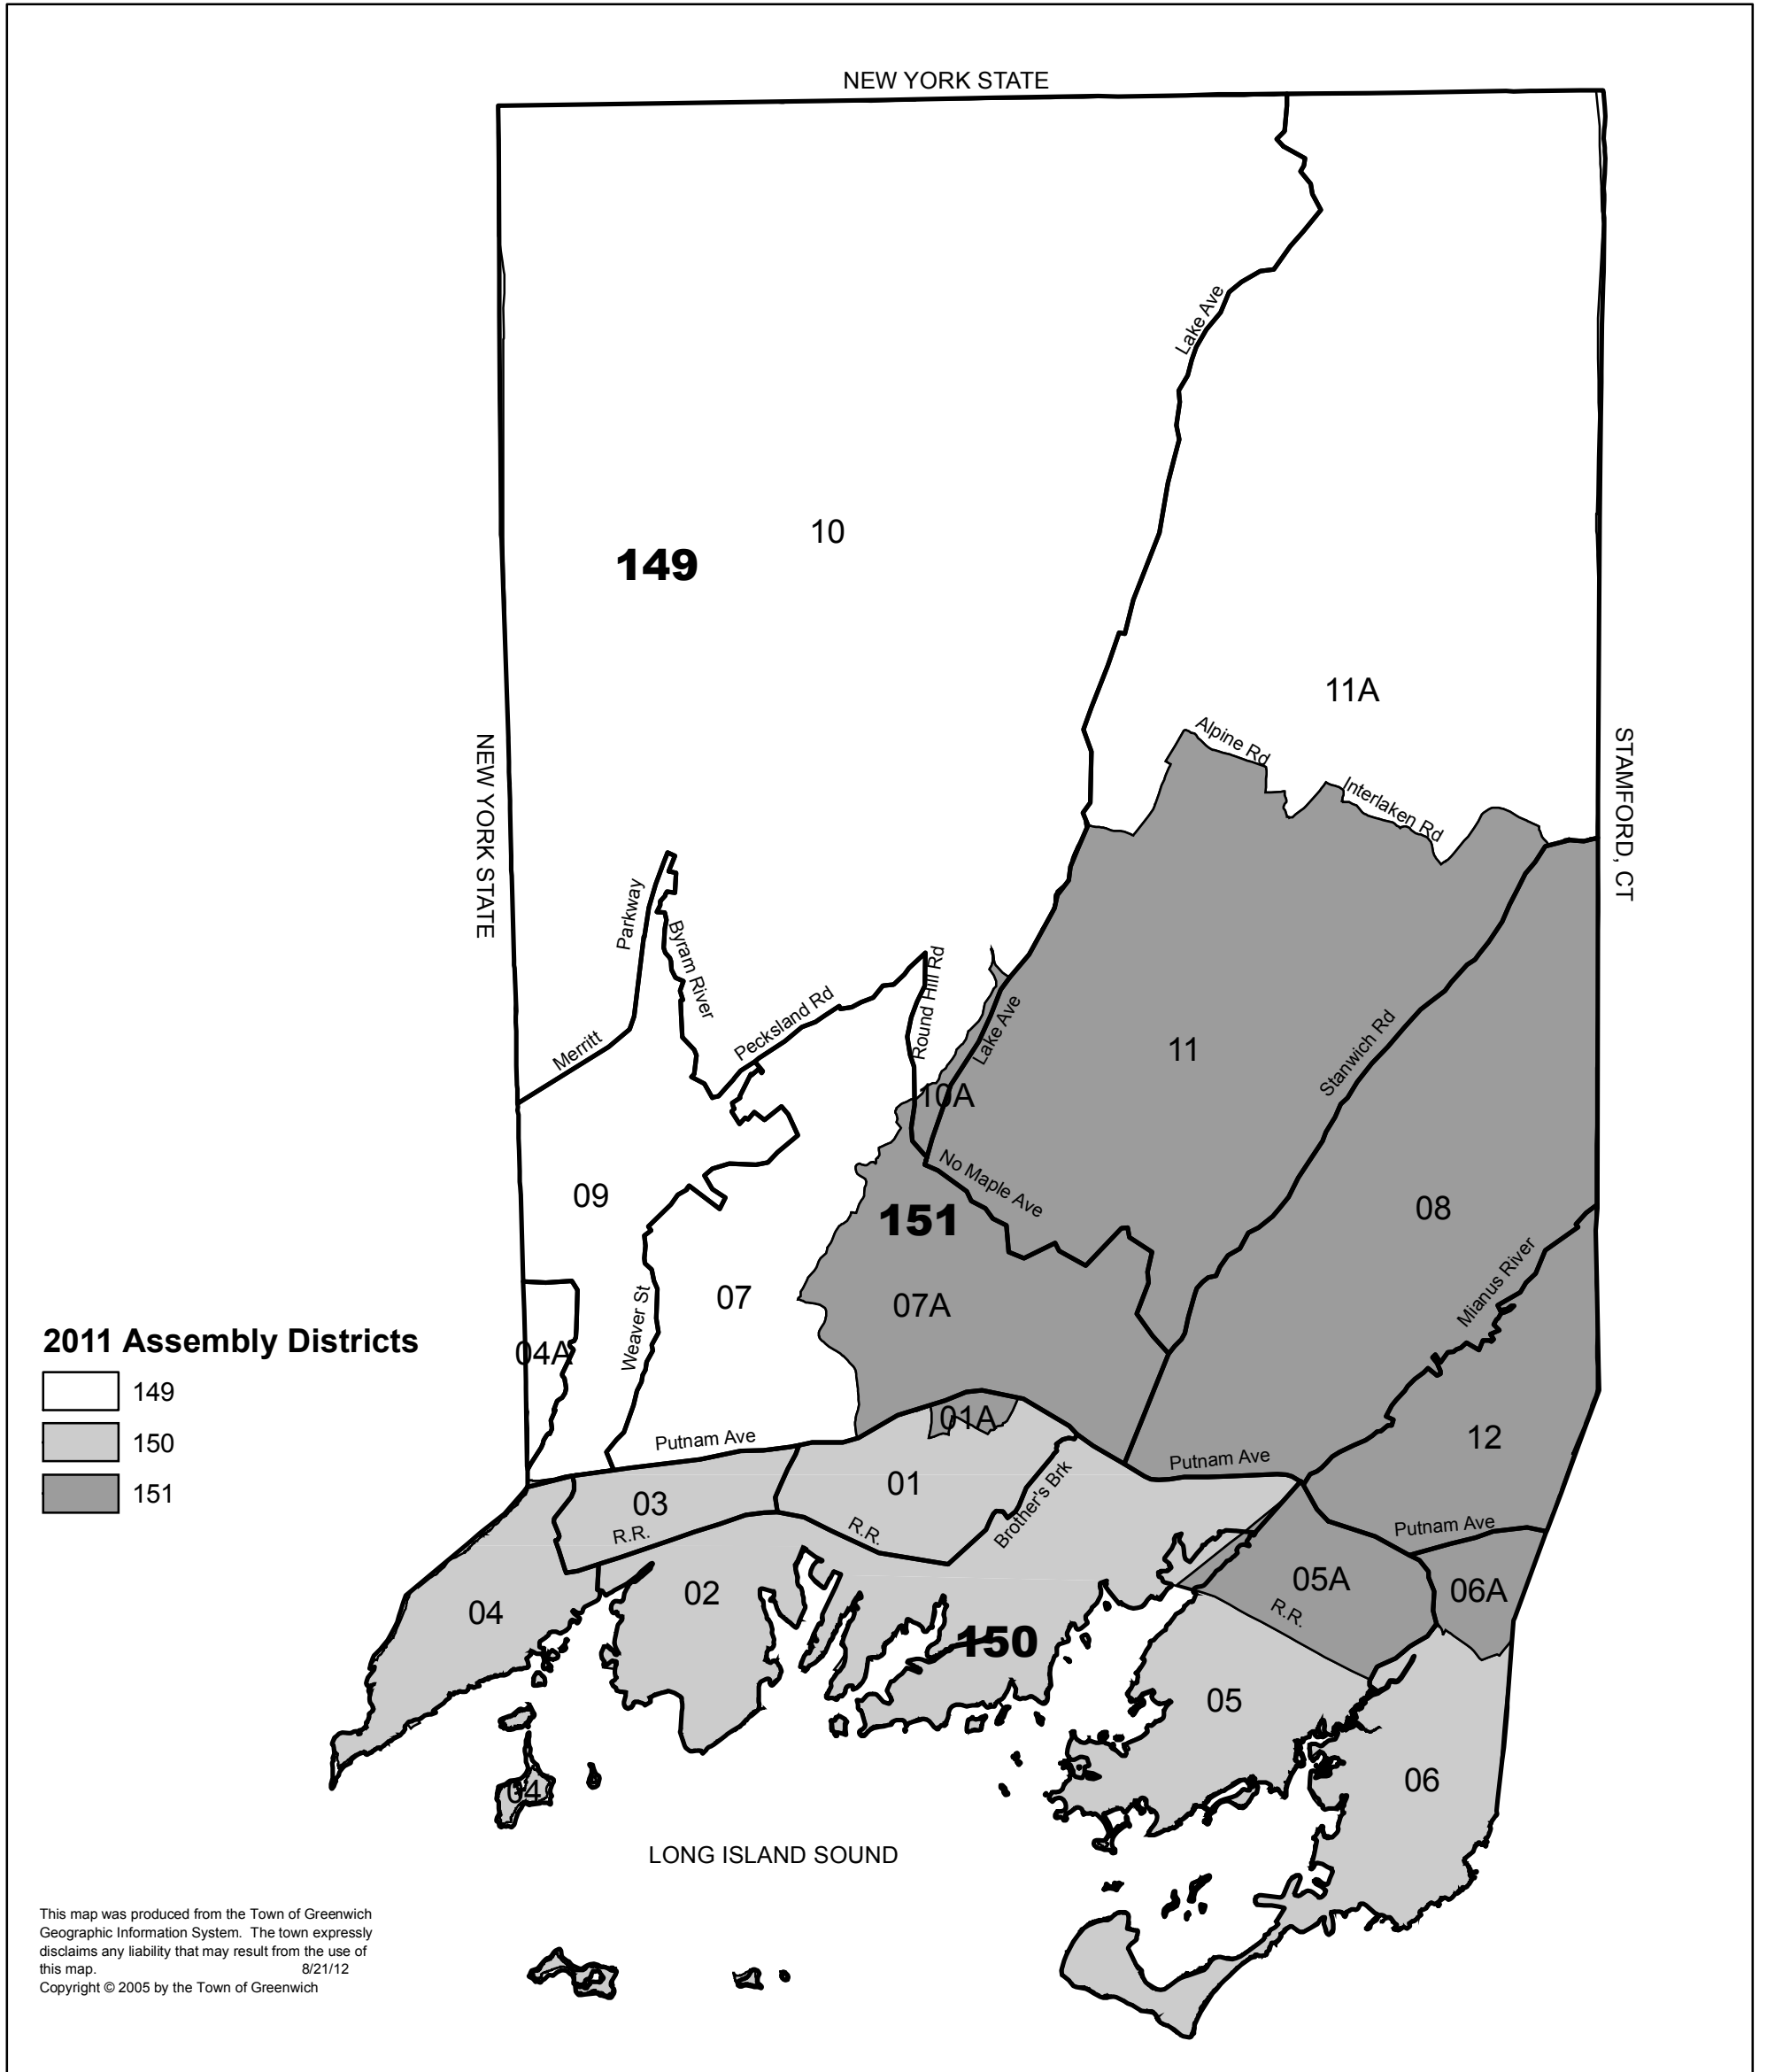 NEW YORK STATE
Lake Ave
10
149
11A
Alpine Rd
Interlaken Rd
NEW YORK STATE
STAMFORD, CT
Parkway
Byram River
Merritt
Pecksland Rd
Round Hill Rd
Lake Ave
11
Stanwich Rd
10A
No Maple Ave
09
151
08
Mianus River
07
07A
Weaver St
04A
2011 Assembly Districts
149
150
151
01A
12
Putnam Ave
Putnam Ave
01
03
R.R.
R.R.
Brother's Brk
Putnam Ave
05A
06A
R.R.
02
04
150
05
06
04
LONG ISLAND SOUND
This map was produced from the Town of Greenwich
Geographic Information System. The town expressly
disclaims any liability that may result from the use of
this map. 8/21/12
Copyright © 2005 by the Town of Greenwich